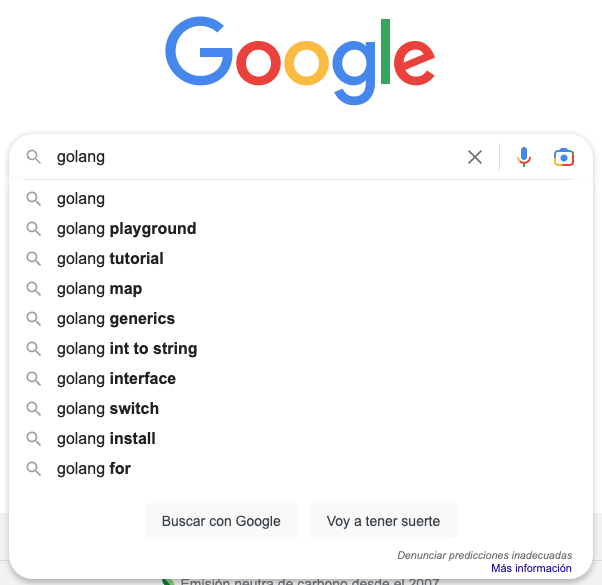 Google
golang
golang
golang playground
golang tutorial
golang map
golang generics
golang int to string
golang interface
golang switch
golang install
golang for
Buscar con Google
Voy a tener suerte
Denunciar predicciones inadecuadas
Más información
Emisión neutra de carbono desde el 2007